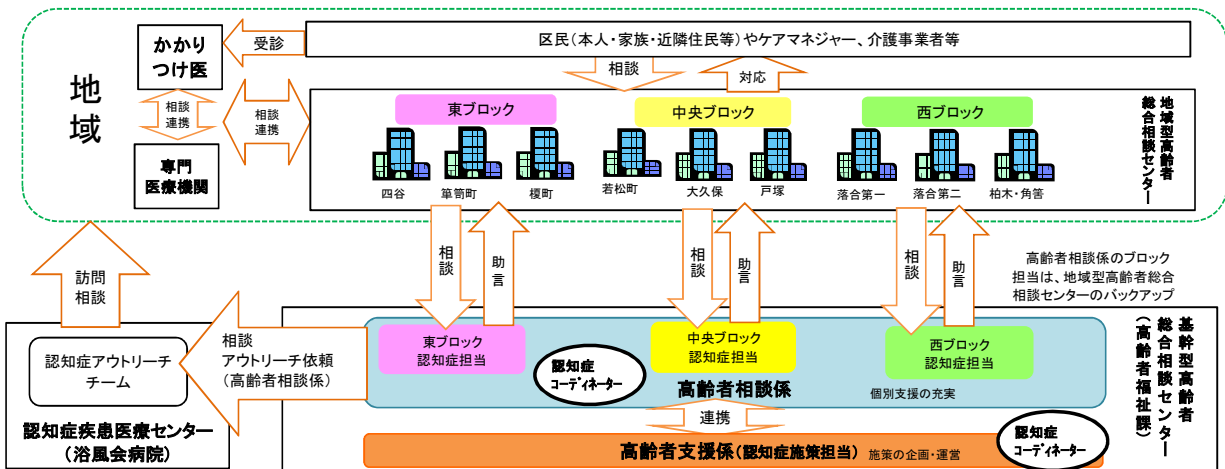 地域
かかり
つけ医
受診
区民(本人・家族・近隣住民等)やケアマネジャー、介護事業者等
相談
対応
相談
連携
相談
連携
専門
医療機関
東ブロック
中央ブロック
西ブロック
四谷
箪笥町
榎町
若松町
大久保
戸塚
落合第一
落合第二
柏木・角筈
地域型高齢者
総合相談センター
相談
助言
相談
助言
相談
助言
高齢者相談係のブロック
担当は、地域型高齢者総合
相談センターのバックアップ
訪問
相談
認知症アウトリーチ
チーム
認知症疾患医療センター
(浴風会病院)
相談
アウトリーチ依頼
(高齢者相談係)
東ブロック
認知症担当
中央ブロック
認知症担当
西ブロック
認知症担当
認知症
コーディネーター
高齢者相談係
個別支援の充実
連携
高齢者支援係(認知症施策担当) 施策の企画・運営
認知症
コーディネーター
基幹型高齢者
総合相談センター
(高齢者福祉課)